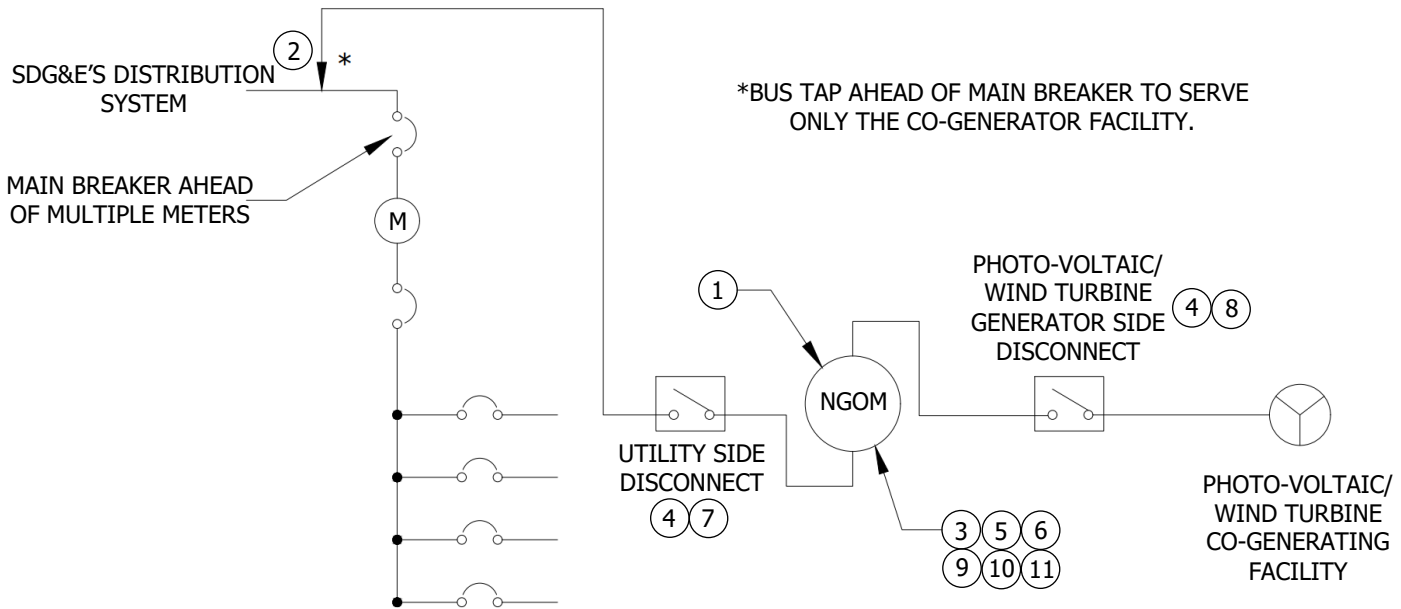 2
*
SDG&E'S DISTRIBUTION
SYSTEM
*BUS TAP AHEAD OF MAIN BREAKER TO SERVE
ONLY THE CO-GENERATOR FACILITY.
MAIN BREAKER AHEAD
OF MULTIPLE METERS
M
1
PHOTO-VOLTAIC/
WIND TURBINE
GENERATOR SIDE
DISCONNECT
4 8
NGOM
UTILITY SIDE
DISCONNECT
4 7
3 5 6
9 10 11
PHOTO-VOLTAIC/
WIND TURBINE
CO-GENERATING
FACILITY